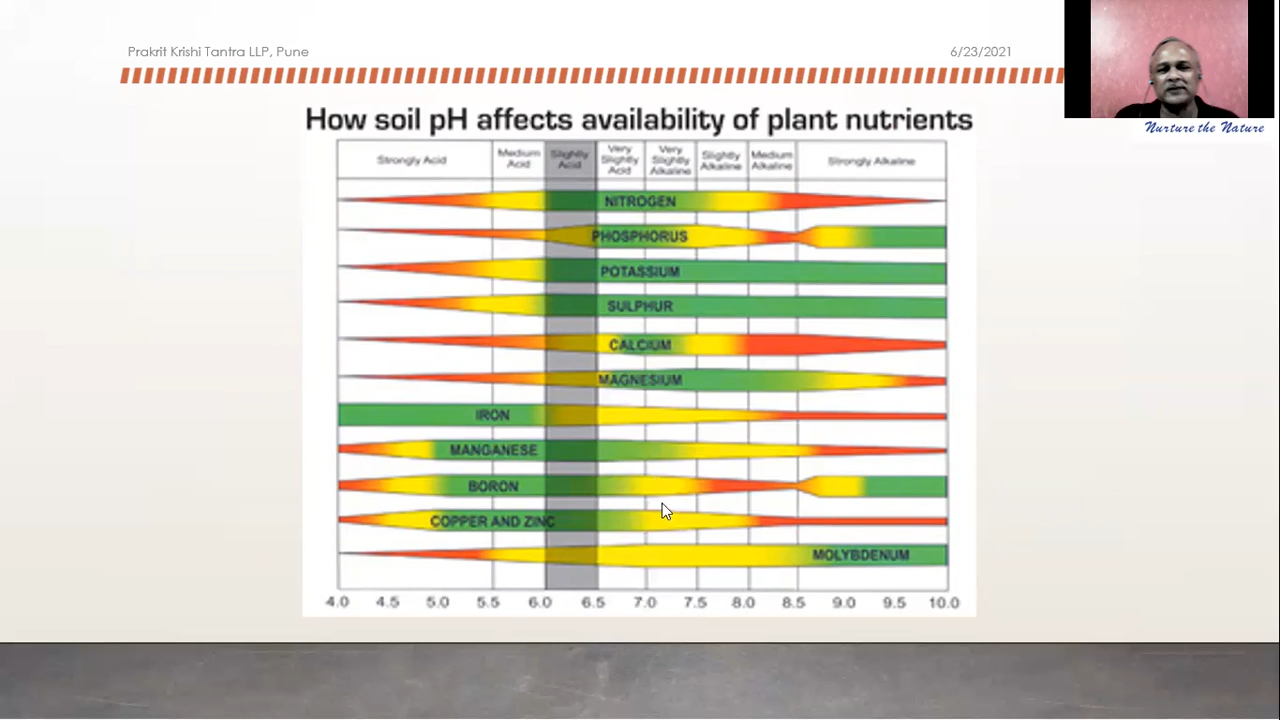 Prakrit Krishi Tantra LLP, Pune
6/23/2021
Nurture the Nature
How soil pH affects availability of plant nutrients
Strongly Acid
Medium
Acid
Slightly
Acid
Very
Slightly
Acid
Very
Slightly
Alkaline
Slightly
Alkaline
Medium
Alkaline
Strongly Alkaline
NITROGEN
PHOSPHORUS
POTASSIUM
SULPHUR
CALCIUM
MAGNESIUM
IRON
MANGANESE
BORON
COPPER AND ZINC
MOLYBDENUM
4.0 4.5 5.0 5.5 6.0 6.5 7.0 7.5 8.0 8.5 9.0 9.5 10.0